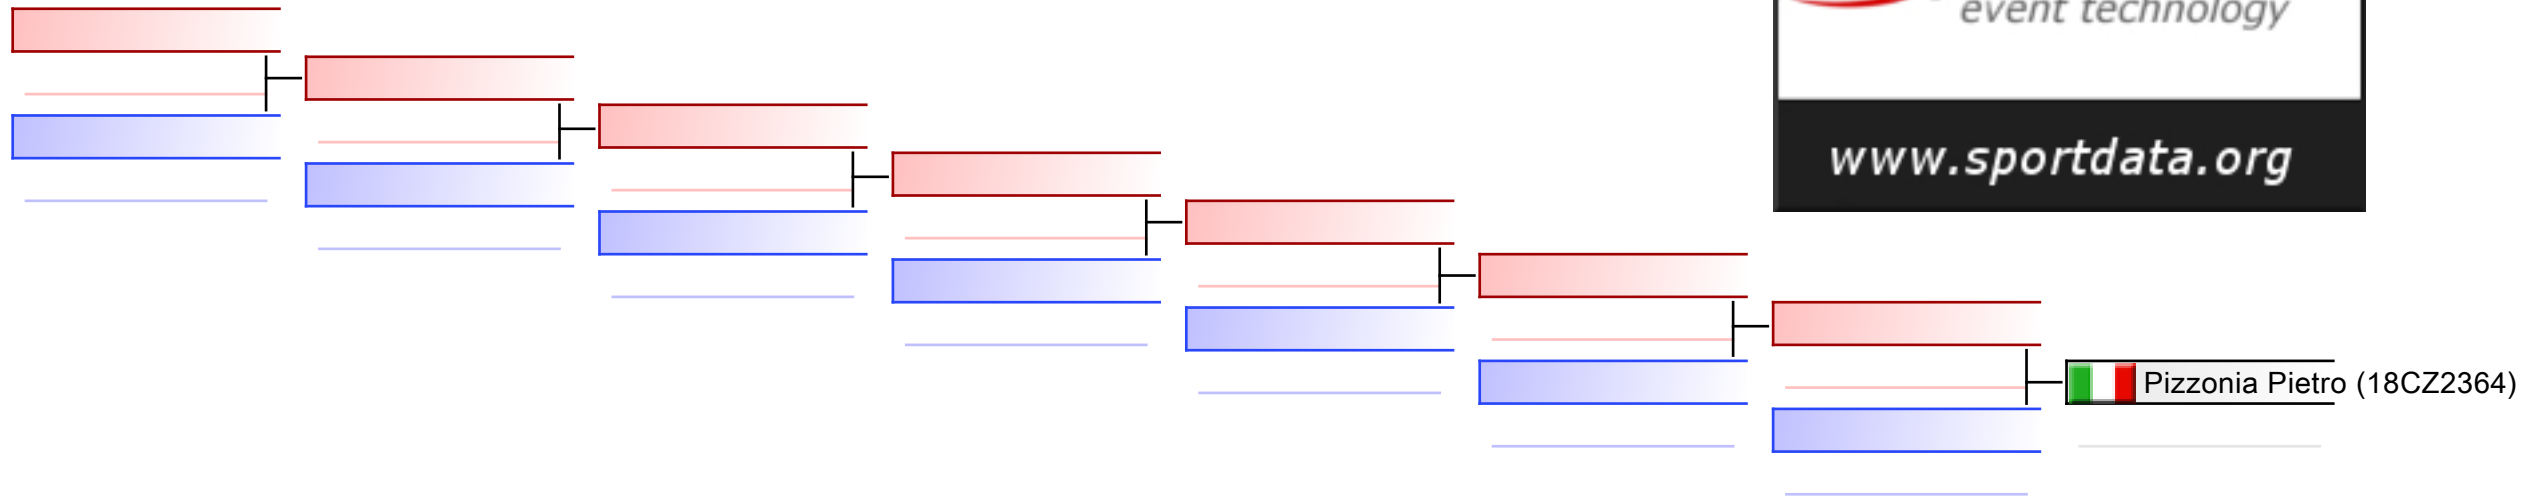 event technology
www.sportdata.org
Pizzonia Pietro (18CZ2364)